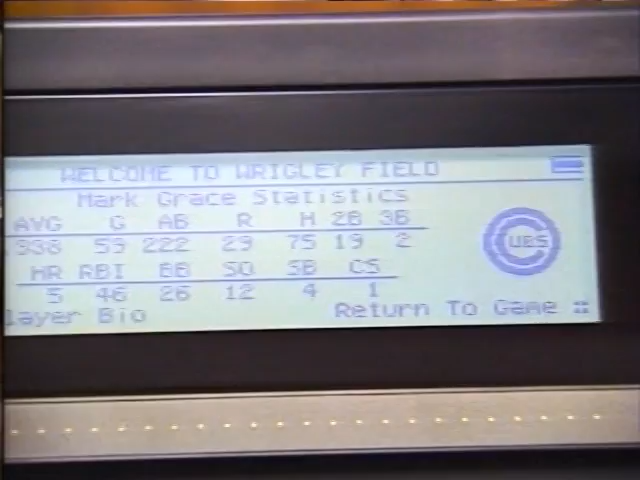 WELCOME TO WRIGLEY FIELD
Mark Grace Statistics
AVG G AB R H 2B 3B
.338 59 222 29 75 19 2
HR RBI BB SO SB CS
5 46 26 12 4 1
layer Bio
Return To Game
CUBS